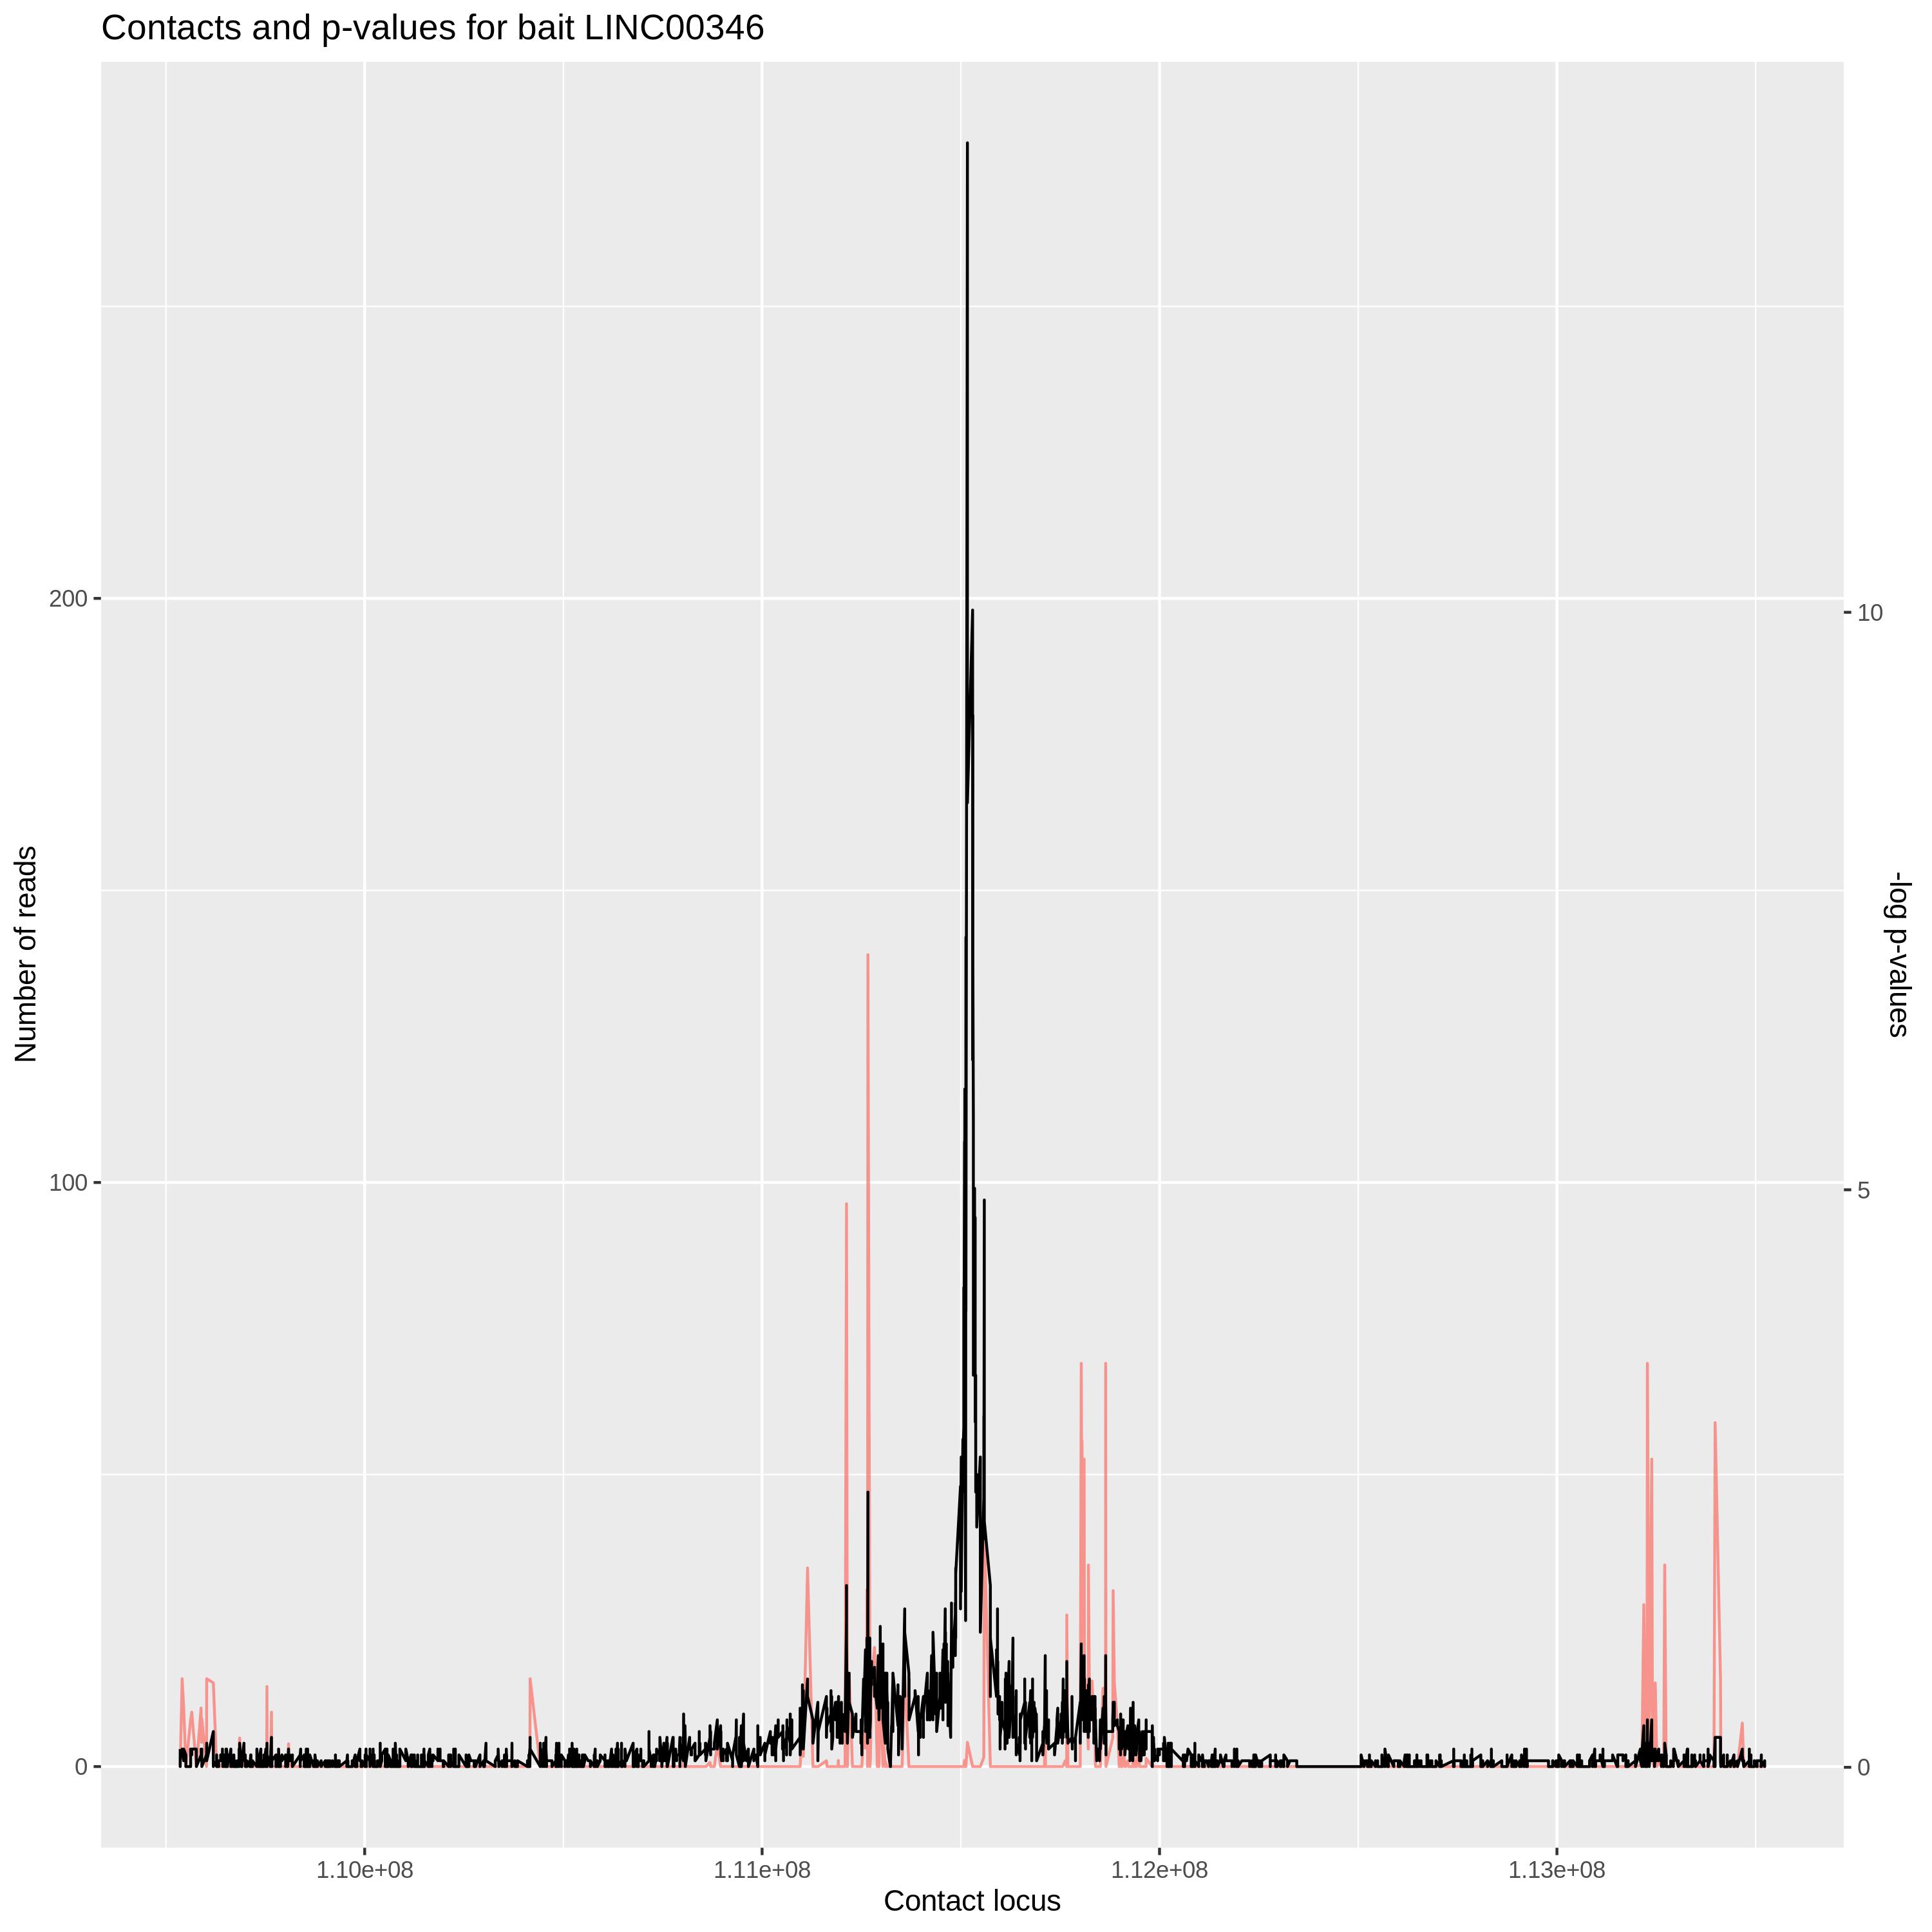 Contacts and p-values for bait LINC00346
Number of reads
200
100
0
10
5
0
-log p-values
1.10e+08
1.11e+08
1.12e+08
1.13e+08
Contact locus